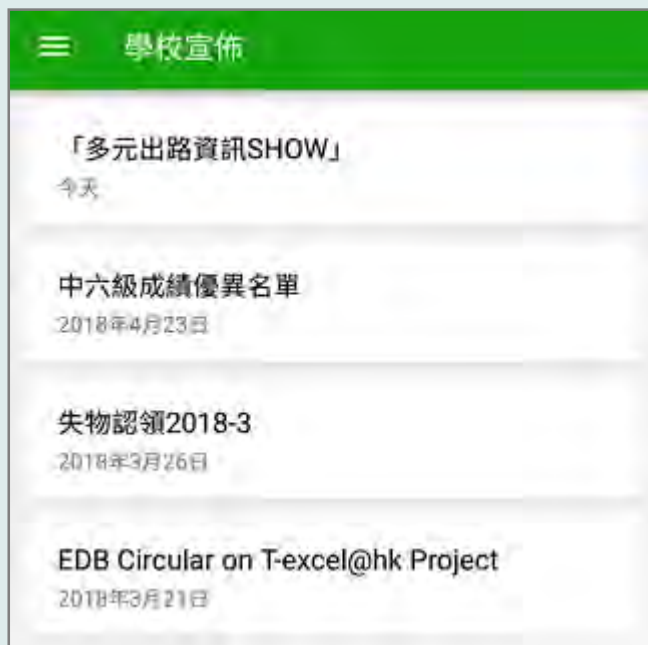 學校宣佈
「多元出路資訊SHOW」
今天
中六級成績優異名單
2018年4月23日
失物認領2018-3
2018年3月26日
EDB Circular on T-excel@hk Project
2018年3月21日